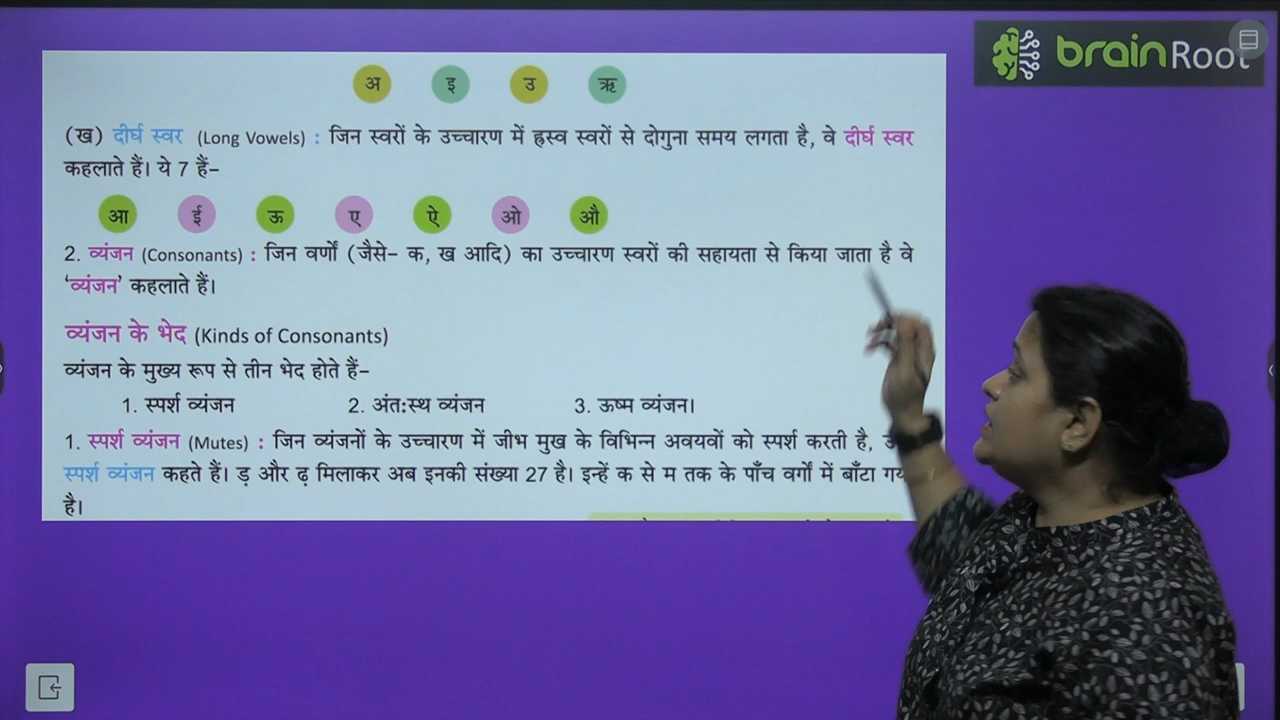 brainRoot
अ इ उ ऋ
(ख) दीर्घ स्वर (Long Vowels) : जिन स्वरों के उच्चारण में ह्रस्व स्वरों से दोगुना समय लगता है, वे दीर्घ स्वर
कहलाते हैं। ये 7 हैं–
आ ई ऊ ए ऐ ओ औ
2. व्यंजन (Consonants) : जिन वर्णों (जैसे– क, ख आदि) का उच्चारण स्वरों की सहायता से किया जाता है वे
‘व्यंजन’ कहलाते हैं।
व्यंजन के भेद (Kinds of Consonants)
व्यंजन के मुख्य रूप से तीन भेद होते हैं–
1. स्पर्श व्यंजन 2. अंत:स्थ व्यंजन 3. ऊष्म व्यंजन।
1. स्पर्श व्यंजन (Mutes) : जिन व्यंजनों के उच्चारण में जीभ मुख के विभिन्न अवयवों को स्पर्श करती है,
स्पर्श व्यंजन कहते हैं। ड़ और ढ़ मिलाकर अब इनकी संख्या 27 है। इन्हें क से म तक के पाँच वर्गों में बाँटा
है।